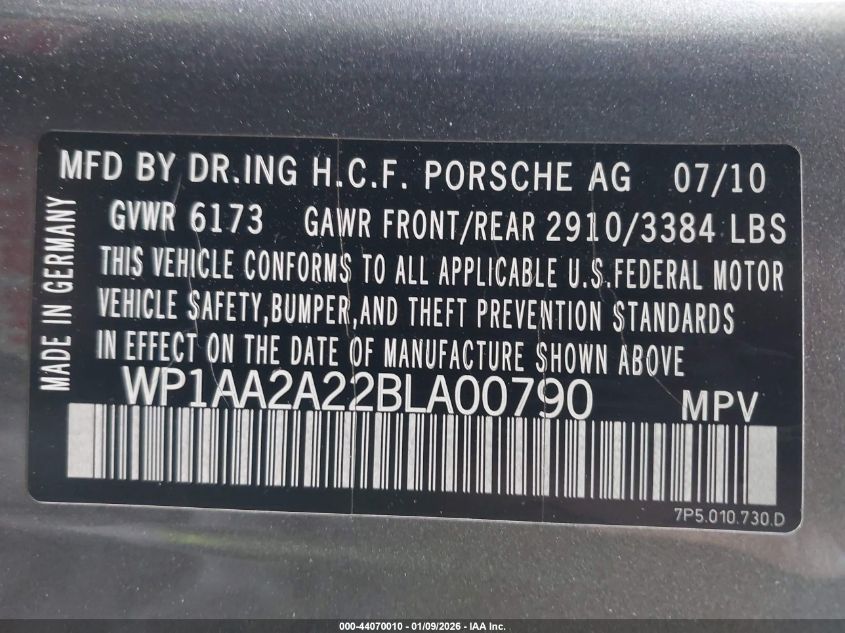 MFD BY DR.ING H.C.F. PORSCHE AG 07/10
GVWR 6173 GAWR FRONT/REAR 2910/3384 LBS
THIS VEHICLE CONFORMS TO ALL APPLICABLE U.S.FEDERAL MOTOR
VEHICLE SAFETY,BUMPER,AND THEFT PREVENTION STANDARDS
IN EFFECT ON THE DATE OF MANUFACTURE SHOWN ABOVE
WP1AA2A22BLA00790 MPV
MADE IN GERMANY
7P5.010.730.D
000-44070010 - 01/09/2026 - IAA Inc.